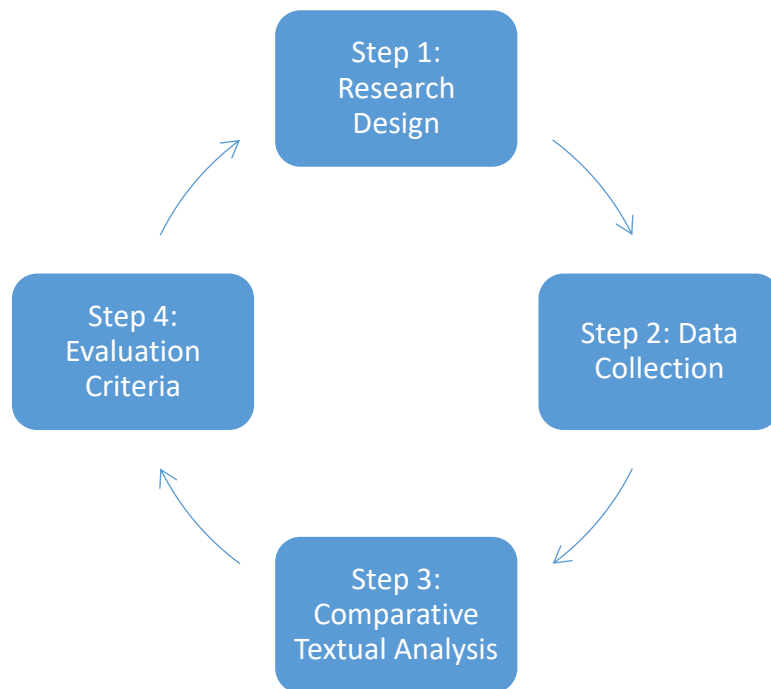 Step 1:
Research
Design
Step 2: Data
Collection
Step 3:
Comparative
Textual Analysis
Step 4:
Evaluation
Criteria